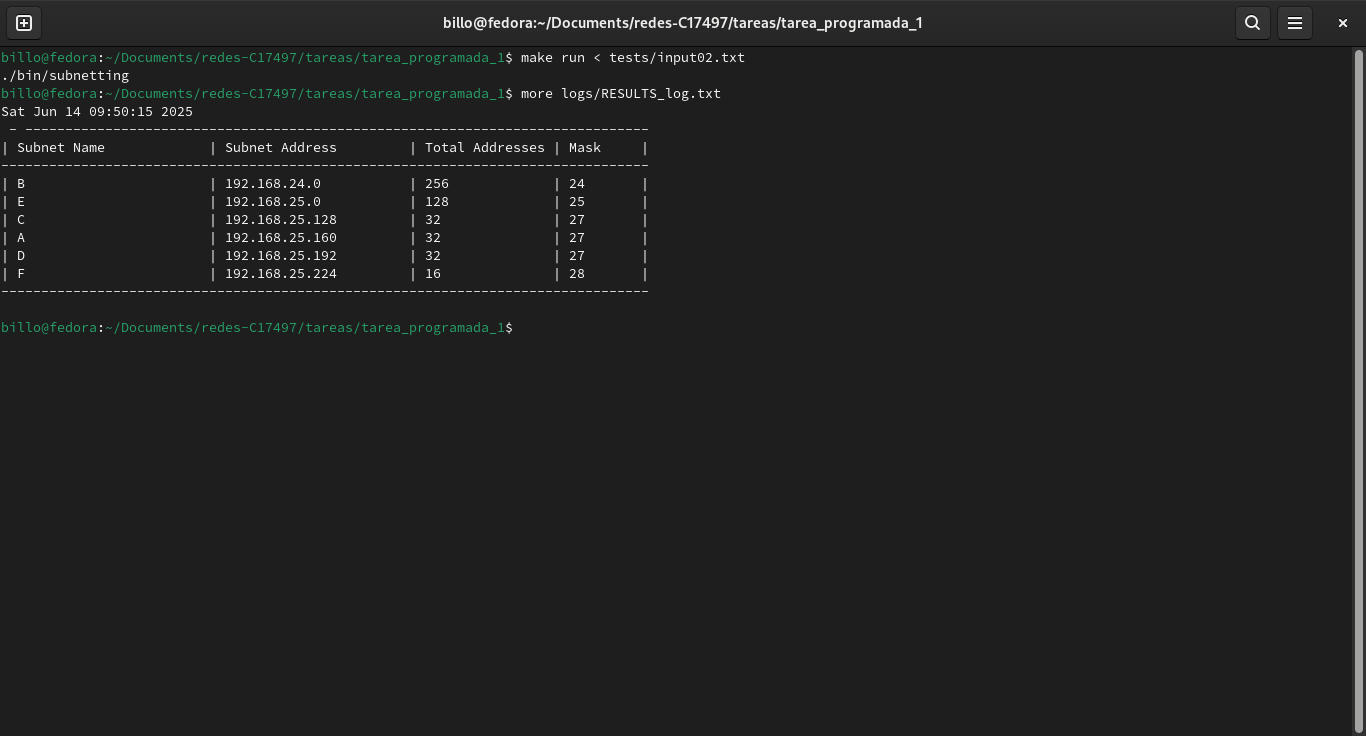 billo@fedora:~/Documents/redes-C17497/tareas/tarea_programada_1
billo@fedora:~/Documents/redes-C17497/tareas/tarea_programada_1$ make run < tests/input02.txt
./bin/subnetting
billo@fedora:~/Documents/redes-C17497/tareas/tarea_programada_1$ more logs/RESULTS_log.txt
Sat Jun 14 09:50:15 2025
 - ------------------------------------------------------------------------------
| Subnet Name             | Subnet Address         | Total Addresses | Mask     |
---------------------------------------------------------------------------------
| B                       | 192.168.24.0           | 256             | 24       |
| E                       | 192.168.25.0           | 128             | 25       |
| C                       | 192.168.25.128         | 32              | 27       |
| A                       | 192.168.25.160         | 32              | 27       |
| D                       | 192.168.25.192         | 32              | 27       |
| F                       | 192.168.25.224         | 16              | 28       |
---------------------------------------------------------------------------------
billo@fedora:~/Documents/redes-C17497/tareas/tarea_programada_1$